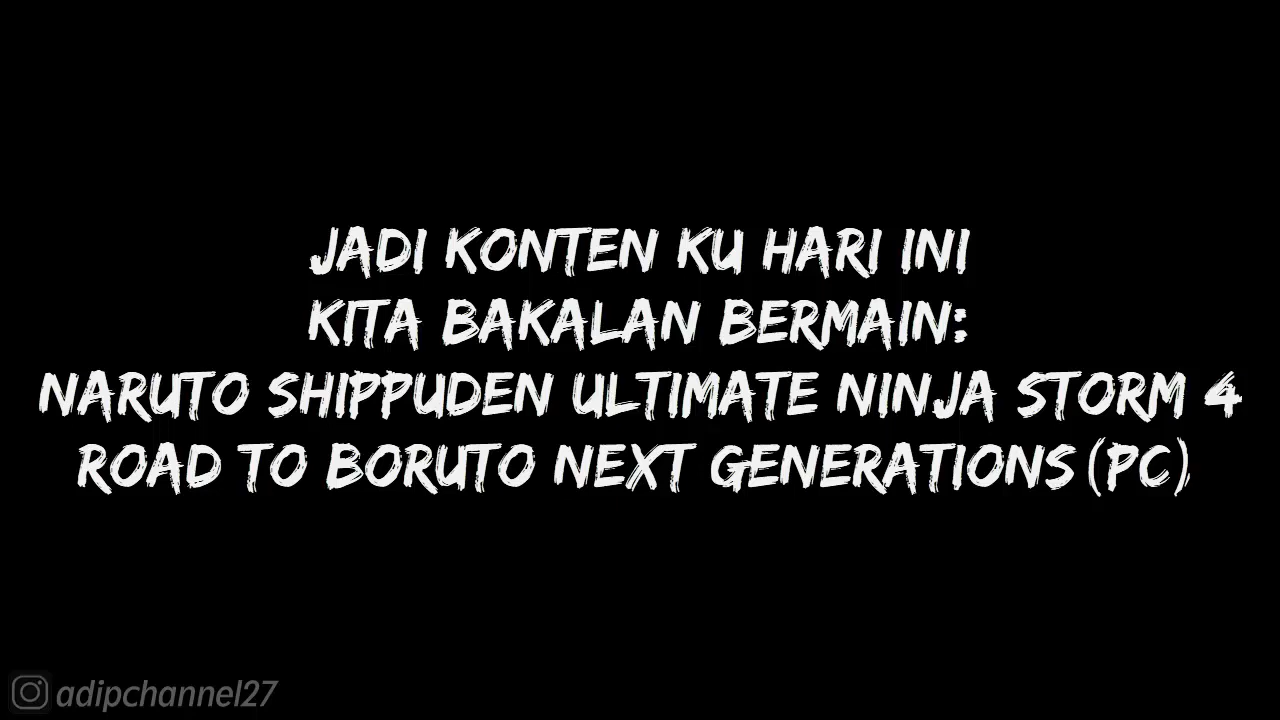 JADI KONTEN KU HARI INI
KITA BAKALAN BERMAIN:
NARUTO SHIPPUDEN ULTIMATE NINJA STORM 4
ROAD TO BORUTO NEXT GENERATIONS (PC)
adipchannel27